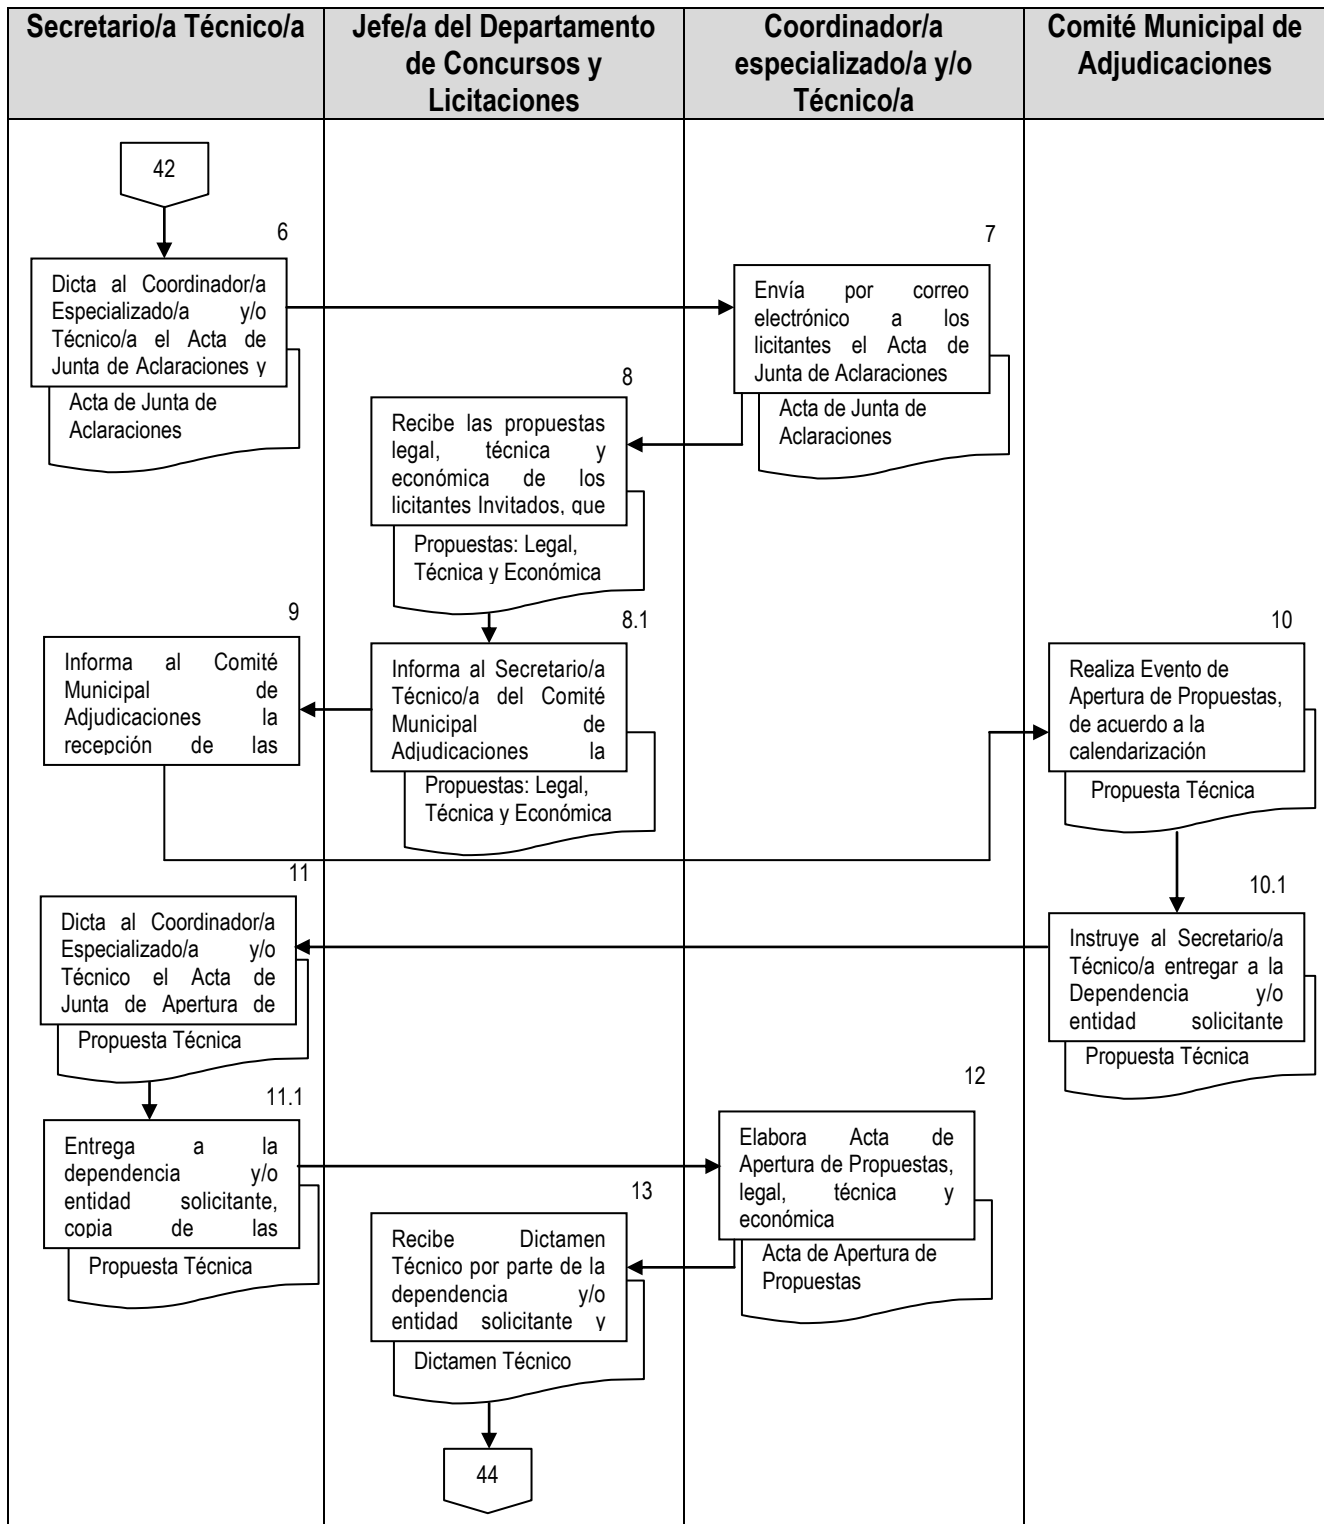 Secretario/a Técnico/a
Jefe/a del Departamento
de Concursos y
Licitaciones
Coordinador/a
especializado/a y/o
Técnico/a
Comité Municipal de
Adjudicaciones
42
6
Dicta al Coordinador/a
Especializado/a y/o
Técnico/a el Acta de
Junta de Aclaraciones y
Acta de Junta de
Aclaraciones
7
Envía por correo
electrónico a los
licitantes el Acta de
Junta de Aclaraciones
Acta de Junta de
Aclaraciones
8
Recibe las propuestas
legal, técnica y
económica de los
licitantes Invitados, que
Propuestas: Legal,
Técnica y Económica
8.1
Informa al Secretario/a
Técnico/a del Comité
Municipal de
Adjudicaciones la
Propuestas: Legal,
Técnica y Económica
9
Informa al Comité
Municipal de
Adjudicaciones la
recepción de las
10
Realiza Evento de
Apertura de Propuestas,
de acuerdo a la
calendarización
Propuesta Técnica
10.1
Instruye al Secretario/a
Técnico/a entregar a la
Dependencia y/o
entidad solicitante
Propuesta Técnica
11
Dicta al Coordinador/a
Especializado/a y/o
Técnico el Acta de
Junta de Apertura de
Propuesta Técnica
11.1
Entrega a la
dependencia y/o
entidad solicitante,
copia de las
Propuesta Técnica
12
Elabora Acta de
Apertura de Propuestas,
legal, técnica y
económica
Acta de Apertura de
Propuestas
13
Recibe Dictamen
Técnico por parte de la
dependencia y/o
entidad solicitante y
Dictamen Técnico
44